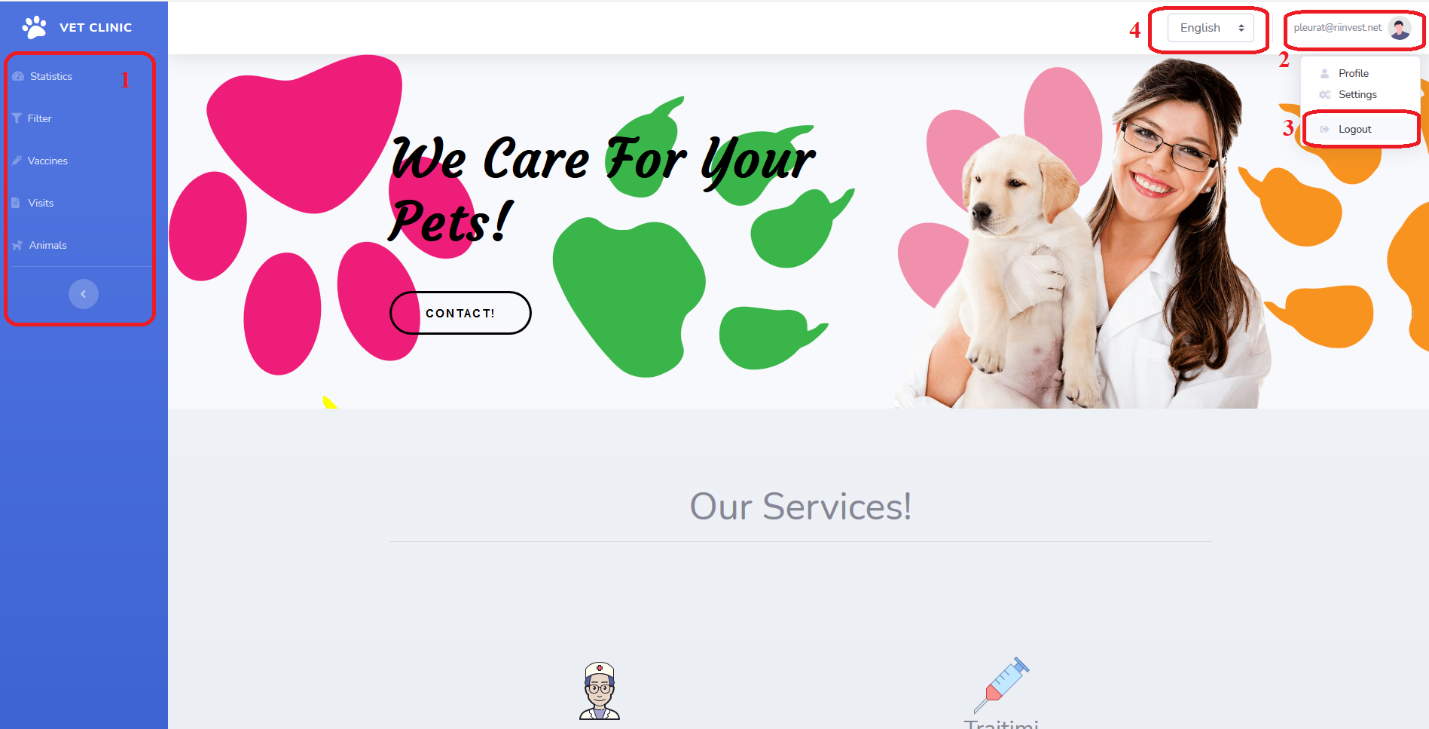 VET CLINIC
4
English
pleurat@riinvest.net
2
Statistics
1
Profile
Settings
Filter
3
Logout
Vaccines
Visits
Animals
We Care For Your
Pets!
CONTACT!
Our Services!
Trajtimi